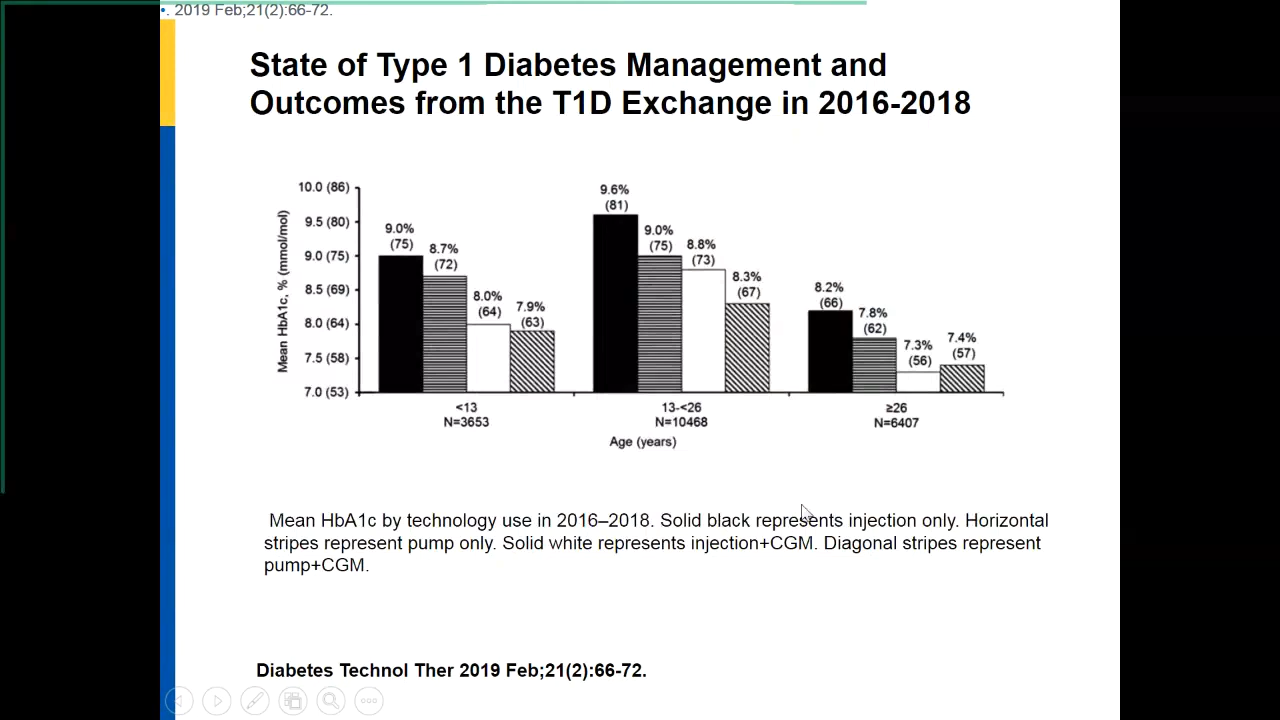 •. 2019 Feb;21(2):66-72.
State of Type 1 Diabetes Management and
Outcomes from the T1D Exchange in 2016-2018
Mean HbA1c, % (mmol/mol)
10.0 (86)
9.5 (80)
9.0 (75)
8.5 (69)
8.0 (64)
7.5 (58)
7.0 (53)
9.0%
(75)
8.7%
(72)
8.0%
(64)
7.9%
(63)
9.6%
(81)
9.0%
(75)
8.8%
(73)
8.3%
(67)
8.2%
(66)
7.8%
(62)
7.3%
(56)
7.4%
(57)
<13
N=3653
13-<26
N=10468
≥26
N=6407
Age (years)
Mean HbA1c by technology use in 2016–2018. Solid black represents injection only. Horizontal
stripes represent pump only. Solid white represents injection+CGM. Diagonal stripes represent
pump+CGM.
Diabetes Technol Ther 2019 Feb;21(2):66-72.